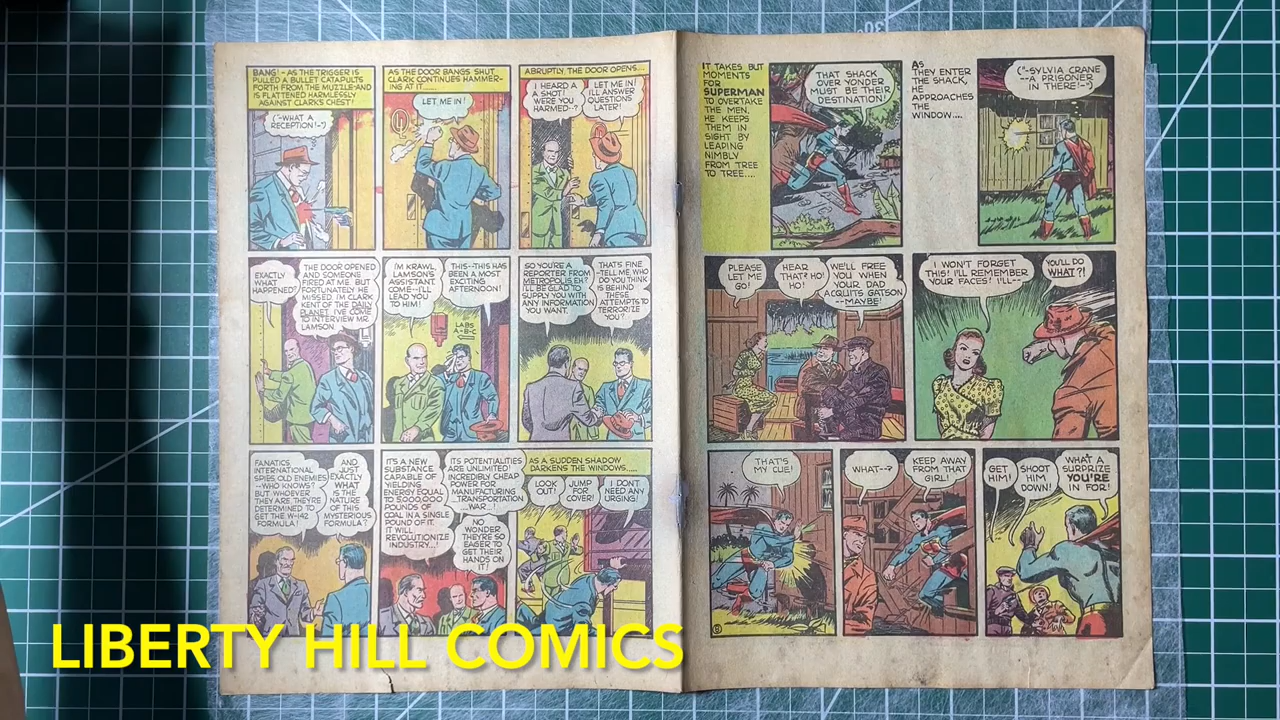 BANG! - AS THE TRIGGER IS
PULLED A BULLET CATAPULTS
FORTH FROM THE MUZZLE-AND
IS FLATTENED HARMLESSLY
AGAINST CLARK'S CHEST!
("-WHAT A
RECEPTION!-")
AS THE DOOR BANGS SHUT,
CLARK CONTINUES HAMMER-
ING AT IT......
LET ME IN!
ABRUPTLY THE DOOR OPENS...
I HEARD A
A SHOT!
WERE YOU
HARMED-?
LET ME IN
I'LL ANSWER
QUESTIONS
LATER!
EXACTLY
WHAT
HAPPENED?
THE DOOR OPENED
AND SOMEONE
FIRED AT ME. BUT
FORTUNATELY HE
MISSED. I'M CLARK
KENT OF THE DAILY
PLANET. I'VE COME
TO INTERVIEW MR.
LAMSON.
I'M KRAWL,
LAMSON'S
ASSISTANT.
COME--I'LL
LEAD YOU
TO HIM!
THIS--THIS HAS
BEEN A MOST
EXCITING
AFTERNOON!
LABS
A-B-C
SO YOU'RE A
REPORTER FROM
METROPOLIS EH?
I'LL BE GLAD TO
SUPPLY YOU WITH
ANY INFORMATION
YOU WANT.
THAT'S FINE
-TELL ME, WHO
DO YOU THINK
IS BEHIND
THESE
ATTEMPTS TO
TERRORIZE
YOU?
FANATICS,
INTERNATIONAL
SPIES, OLD ENEMIES
--WHO KNOWS?
BUT WHOEVER
THEY ARE, THEY'RE
DETERMINED TO
GET THE W-142
FORMULA!
AND
JUST
EXACTLY
WHAT
IS THE
NATURE
OF THIS
MYSTERIOUS
FORMULA?
IT'S A NEW
SUBSTANCE
CAPABLE OF
YIELDING
ENERGY EQUAL
TO 5,000,000
POUNDS OF
COAL IN A SINGLE
POUND OF IT.
IT WILL
REVOLUTIONIZE
INDUSTRY...!
ITS POTENTIALITIES
ARE UNLIMITED!
INCREDIBLY CHEAP
POWER FOR
MANUFACTURING
...TRANSPORTATION
....WAR...!
NO
WONDER
THEY'RE SO
EAGER TO
GET THEIR
HANDS ON
IT!
AS A SUDDEN SHADOW
DARKENS THE WINDOWS.....
LOOK
OUT!
JUMP
FOR
COVER!
I DON'T
NEED ANY
URGING!
IT TAKES BUT
MOMENTS
FOR
SUPERMAN
TO OVERTAKE
THE MEN.
HE KEEPS
THEM IN
SIGHT BY
LEAPING
NIMBLY
FROM TREE
TO TREE....
THAT SHACK
OVER YONDER
MUST BE THEIR
DESTINATION!
AS
THEY ENTER
THE SHACK,
HE
APPROACHES
THE
WINDOW....
("-SYLVIA CRANE
--A PRISONER
IN THERE!-")
PLEASE
LET ME
GO!
HEAR
THAT? HO!
HO!
WE'LL FREE
YOU WHEN
YOUR DAD
ACQUITS GATSON
--MAYBE!
I WON'T FORGET
THIS! I'LL REMEMBER
YOUR FACES! I'LL--
YOU'LL DO
WHAT?!
THAT'S
MY CUE!
WHAT--?
KEEP AWAY
FROM THAT
GIRL!
GET
HIM!
SHOOT
HIM
DOWN!
WHAT A
SURPRIZE
YOU'RE
IN FOR!
LIBERTY HILL COMICS